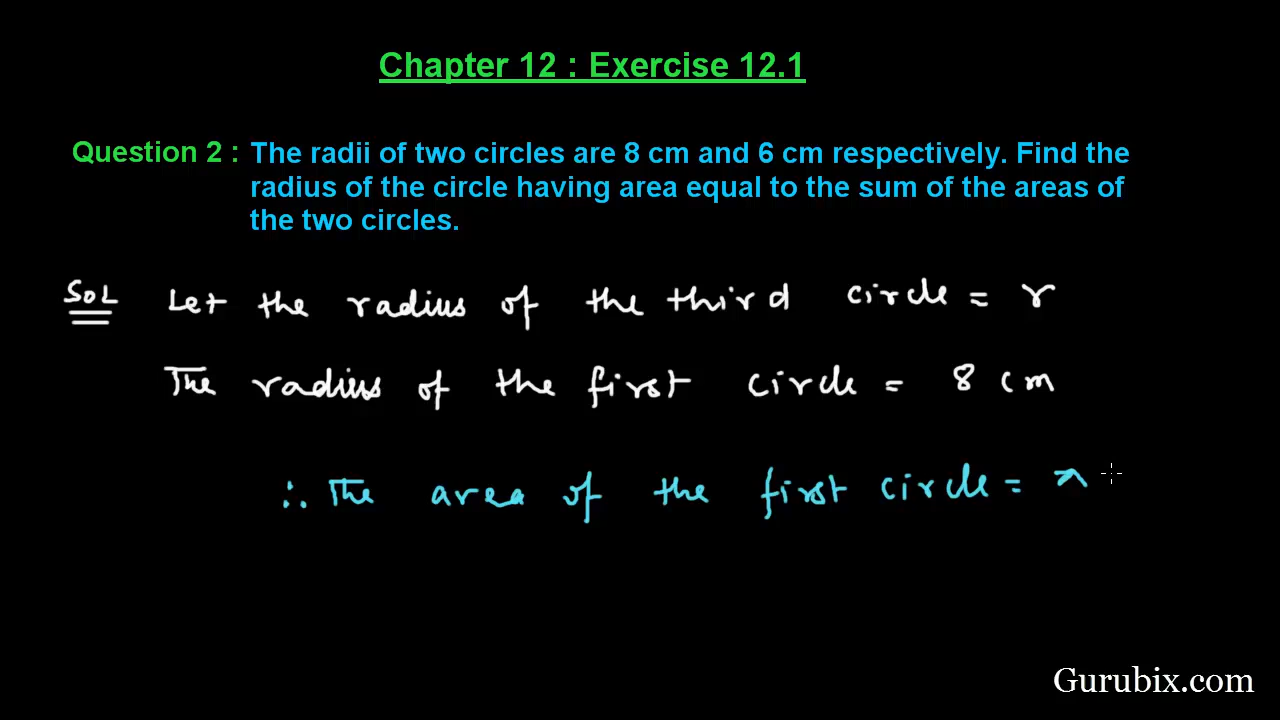 Chapter 12 : Exercise 12.1
Question 2 : The radii of two circles are 8 cm and 6 cm respectively. Find the
radius of the circle having area equal to the sum of the areas of
the two circles.
SOL Let the radius of the third circle = r
The radius of the first circle = 8 cm
∴ The area of the first circle = π
Gurubix.com